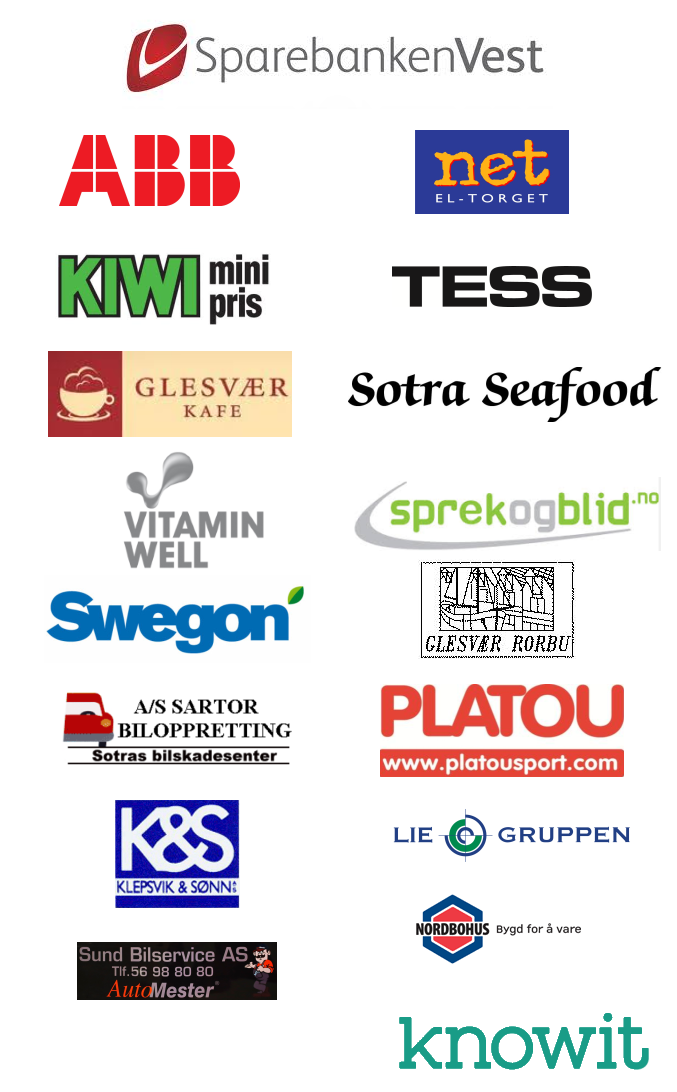 SparebankenVest
ABB
net
EL-TORGET
KIWI mini
pris
TESS
GLESVÆR
KAFE
Sotra Seafood
VITAMIN
WELL
sprekogblid.no
Swegon
GLESVÆR RORBU
A/S SARTOR
BILOPPRETTING
Sotras bilskadesenter
PLATOU
www.platousport.com
K&S
KLEPSVIK & SØNN AS
LIE GRUPPEN
NORDBOHUS Bygd for å vare
Sund Bilservice AS
Tlf.56 98 80 80
AutoMester
knowit